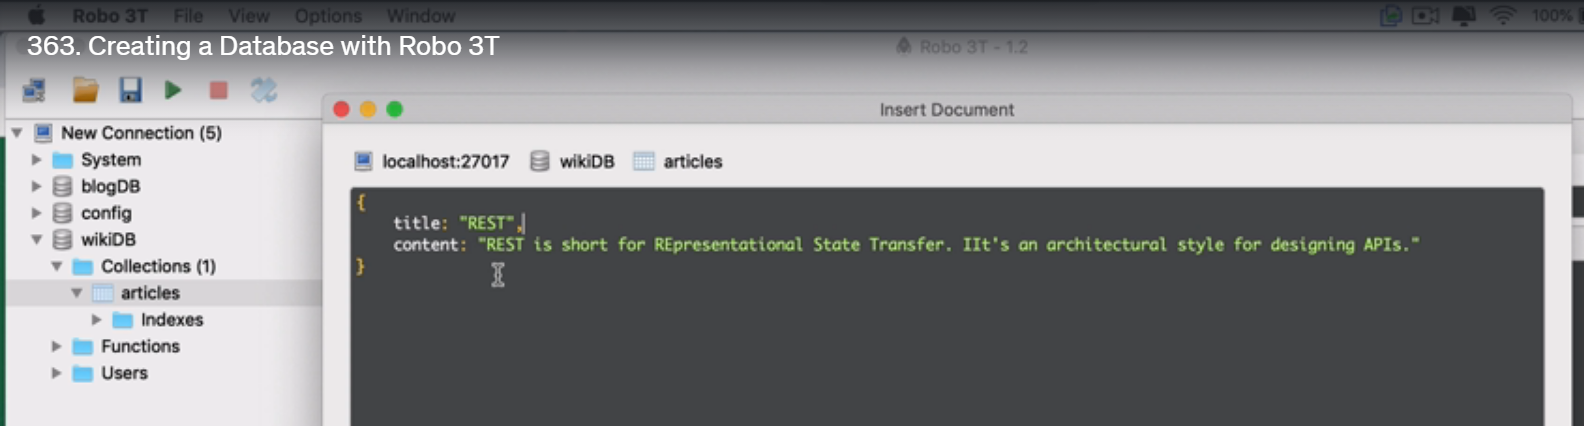 Robo 3T File View Options Window 100%
363. Creating a Database with Robo 3T
Robo 3T - 1.2
Insert Document
New Connection (5)
System
blogDB
config
wikiDB
Collections (1)
articles
Indexes
Functions
Users
localhost:27017 wikiDB articles
{
title: "REST",
content: "REST is short for REpresentational State Transfer. IIt's an architectural style for designing APIs."
}